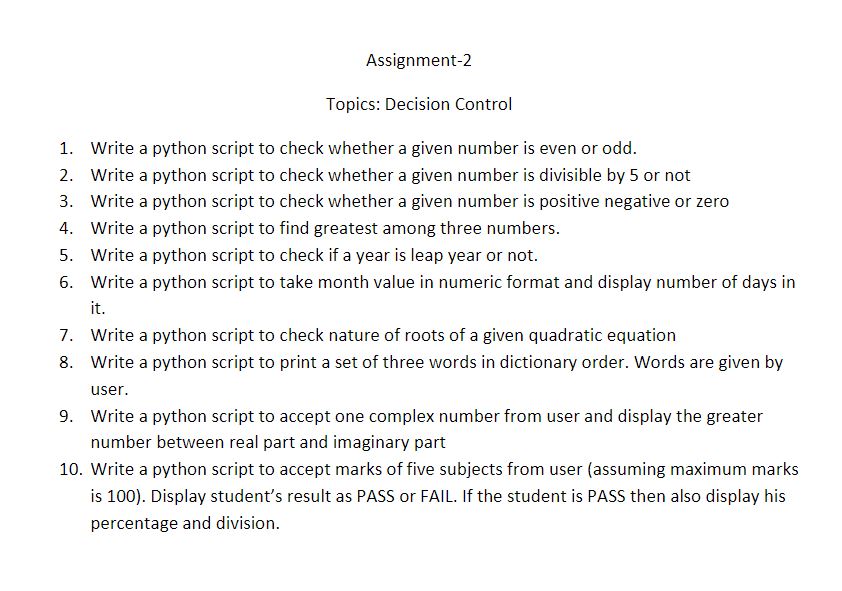 Assignment-2
Topics: Decision Control
1. Write a python script to check whether a given number is even or odd.
2. Write a python script to check whether a given number is divisible by 5 or not
3. Write a python script to check whether a given number is positive negative or zero
4. Write a python script to find greatest among three numbers.
5. Write a python script to check if a year is leap year or not.
6. Write a python script to take month value in numeric format and display number of days in
it.
7. Write a python script to check nature of roots of a given quadratic equation
8. Write a python script to print a set of three words in dictionary order. Words are given by
user.
9. Write a python script to accept one complex number from user and display the greater
number between real part and imaginary part
10. Write a python script to accept marks of five subjects from user (assuming maximum marks
is 100). Display student’s result as PASS or FAIL. If the student is PASS then also display his
percentage and division.